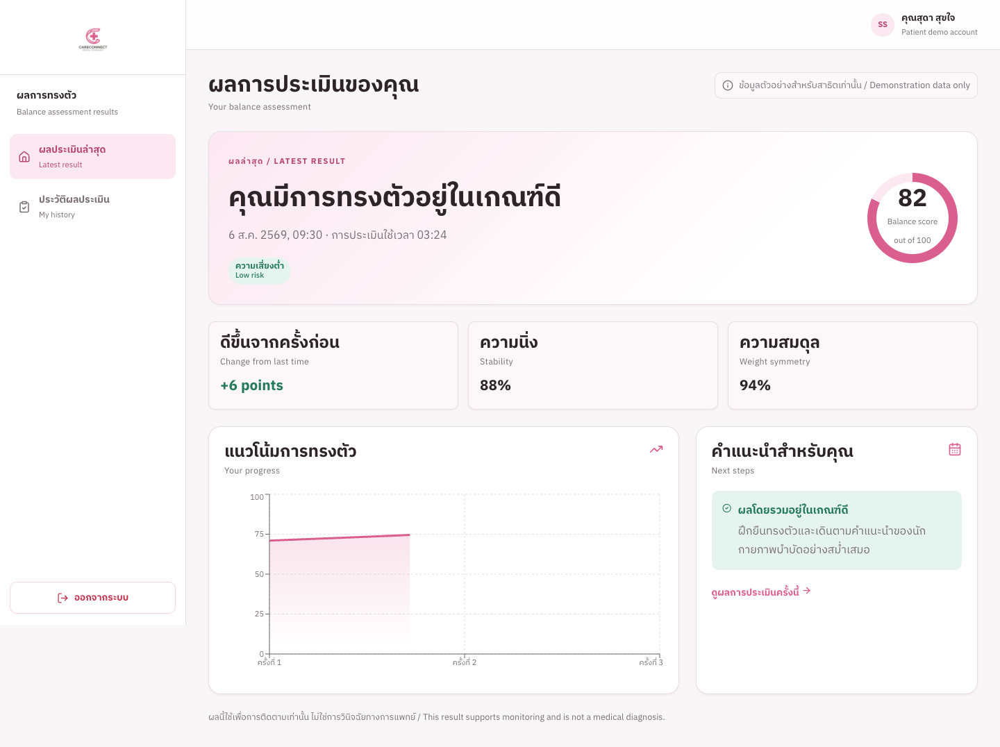 CARECONNECT
คุณสุดา สุขใจ
SS
Patient demo account
ผลการทรงตัว
Balance assessment results
ผลประเมินล่าสุด
Latest result
ประวัติผลประเมิน
My history
ออกจากระบบ
ผลการประเมินของคุณ
Your balance assessment
ข้อมูลตัวอย่างสำหรับสาธิตเท่านั้น / Demonstration data only
ผลล่าสุด / LATEST RESULT
คุณมีการทรงตัวอยู่ในเกณฑ์ดี
6 ส.ค. 2569, 09:30 · การประเมินใช้เวลา 03:24
ความเสี่ยงต่ำ
Low risk
82
Balance score
out of 100
ดีขึ้นจากครั้งก่อน
Change from last time
+6 points
ความนิ่ง
Stability
88%
ความสมดุล
Weight symmetry
94%
แนวโน้มการทรงตัว
Your progress
100
75
50
25
0
ครั้งที่ 1
ครั้งที่ 2
ครั้งที่ 3
คำแนะนำสำหรับคุณ
Next steps
ผลโดยรวมอยู่ในเกณฑ์ดี
ฝึกยืนทรงตัวและเดินตามคำแนะนำของนัก
กายภาพบำบัดอย่างสม่ำเสมอ
ดูผลการประเมินครั้งนี้
ผลนี้ใช้เพื่อการติดตามเท่านั้น ไม่ใช่การวินิจฉัยทางการแพทย์ / This result supports monitoring and is not a medical diagnosis.